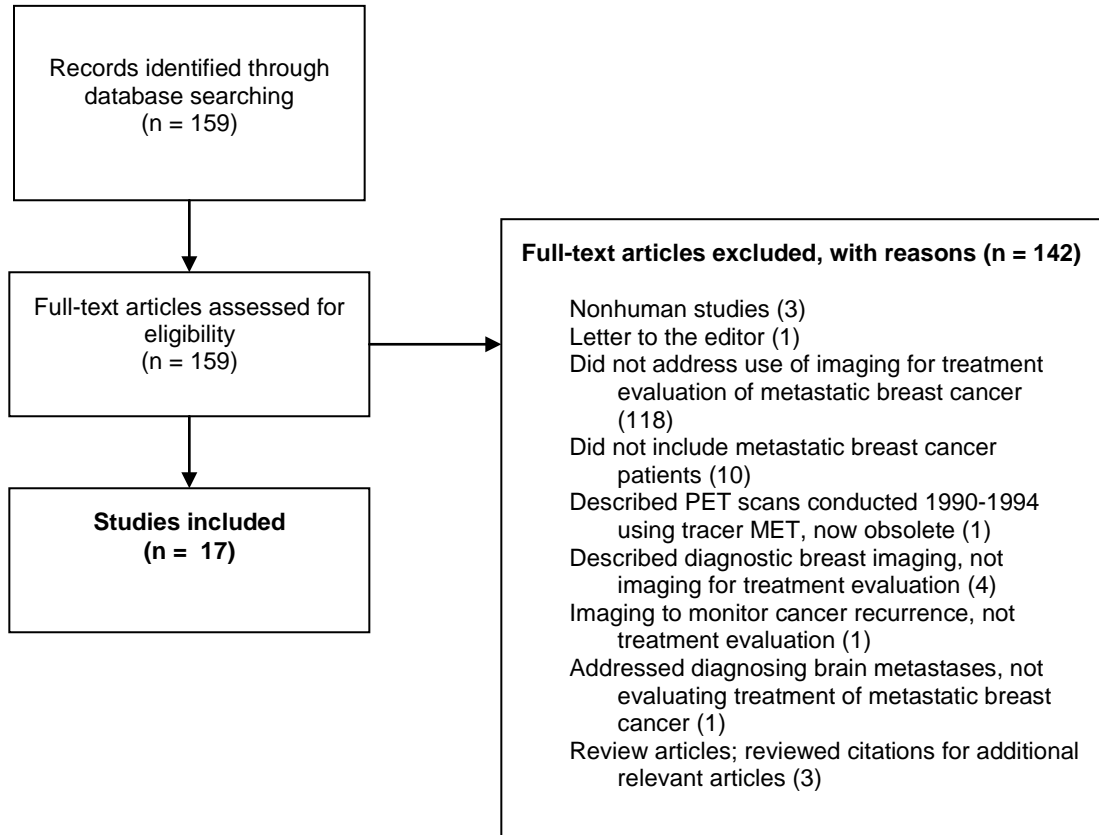 Records identified through
database searching
(n = 159)
Full-text articles assessed for
eligibility
(n = 159)
Studies included
(n =  17)
Full-text articles excluded, with reasons (n = 142)
Nonhuman studies (3)
Letter to the editor (1)
Did not address use of imaging for treatment
evaluation of metastatic breast cancer
(118)
Did not include metastatic breast cancer
patients (10)
Described PET scans conducted 1990-1994
using tracer MET, now obsolete (1)
Described diagnostic breast imaging, not
imaging for treatment evaluation (4)
Imaging to monitor cancer recurrence, not
treatment evaluation (1)
Addressed diagnosing brain metastases, not
evaluating treatment of metastatic breast
cancer (1)
Review articles; reviewed citations for additional
relevant articles (3)